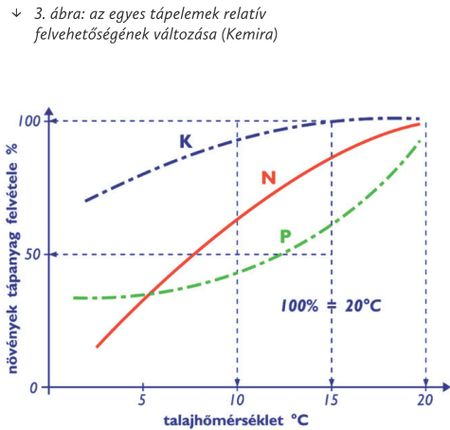 ↓ 3. ábra: az egyes tápelemek relatív
felvehetőségének változása (Kemira)
növények tápanyag felvétele %
100
50
0
K
N
P
100% = 20°C
5
10
15
20
talajhőmérséklet °C